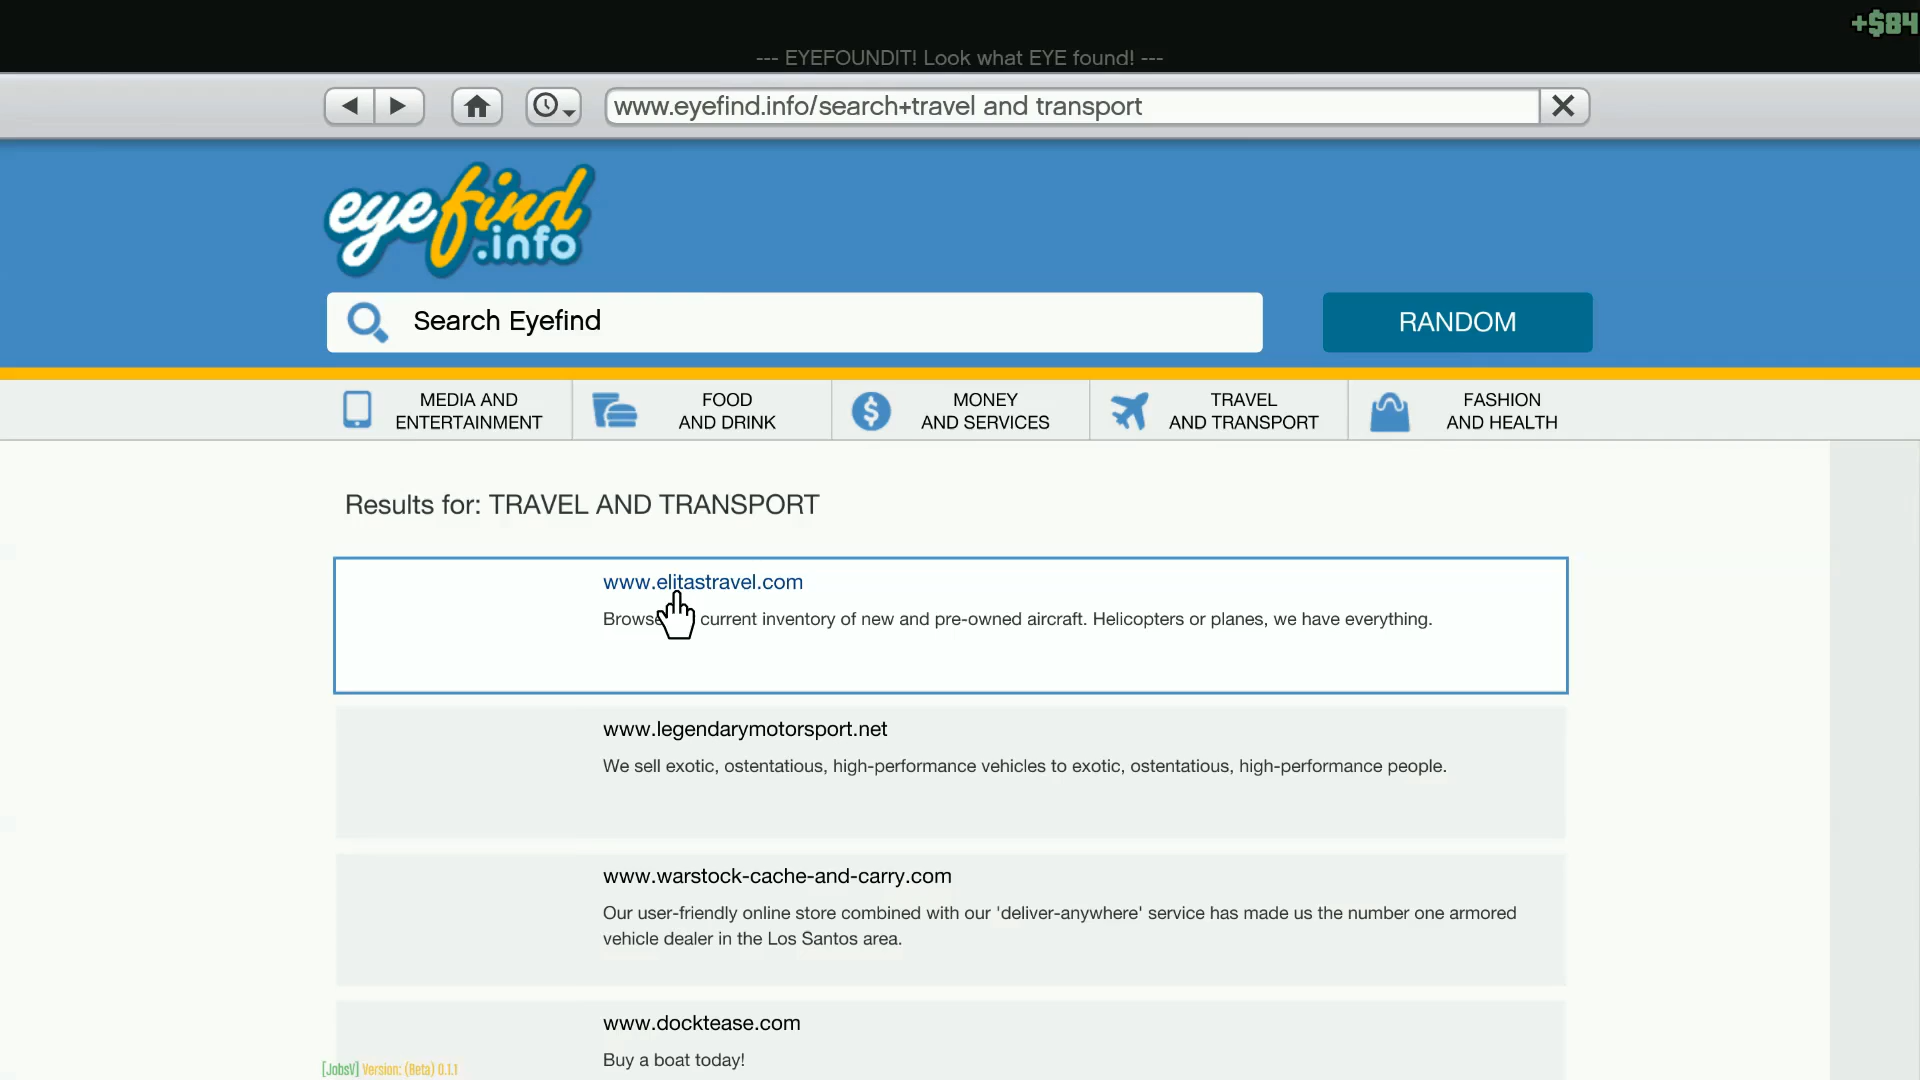 +$84
--- EYEFOUNDIT! Look what EYE found! ---
www.eyefind.info/search+travel and transport
eyefind
.info
Search Eyefind
RANDOM
MEDIA AND
ENTERTAINMENT
FOOD
AND DRINK
MONEY
AND SERVICES
TRAVEL
AND TRANSPORT
FASHION
AND HEALTH
Results for: TRAVEL AND TRANSPORT
www.elitastravel.com
Browse current inventory of new and pre-owned aircraft. Helicopters or planes, we have everything.
www.legendarymotorsport.net
We sell exotic, ostentatious, high-performance vehicles to exotic, ostentatious, high-performance people.
www.warstock-cache-and-carry.com
Our user-friendly online store combined with our 'deliver-anywhere' service has made us the number one armored
vehicle dealer in the Los Santos area.
www.docktease.com
Buy a boat today!
[JobsV] Version: (Beta) 0.1.1